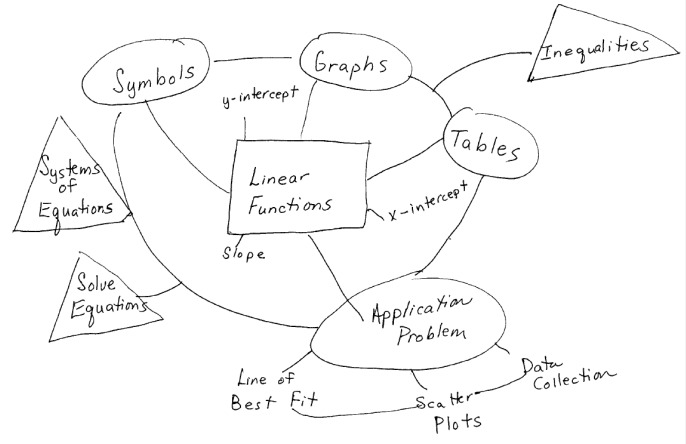 Symbols
Graphs
Inequalities
y-intercept
Tables
Systems
of
Equations
Linear
Functions
x-intercept
Slope
Solve
Equations
Application
Problem
Line of
Best Fit
Scatter
Plots
Data
Collection